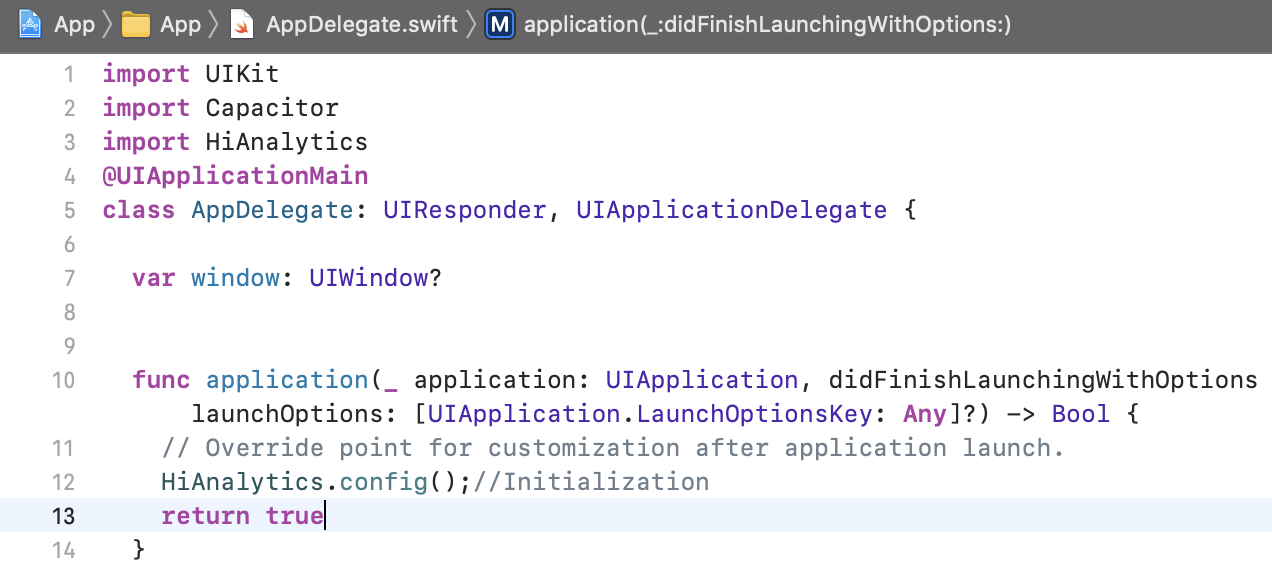 App App AppDelegate.swift M application(_:didFinishLaunchingWithOptions:)
1 import UIKit
2 import Capacitor
3 import HiAnalytics
4 @UIApplicationMain
5 class AppDelegate: UIResponder, UIApplicationDelegate {
6
7 var window: UIWindow?
8
9
10 func application(_ application: UIApplication, didFinishLaunchingWithOptions
launchOptions: [UIApplication.LaunchOptionsKey: Any]?) -> Bool {
11 // Override point for customization after application launch.
12 HiAnalytics.config();//Initialization
13 return true
14 }